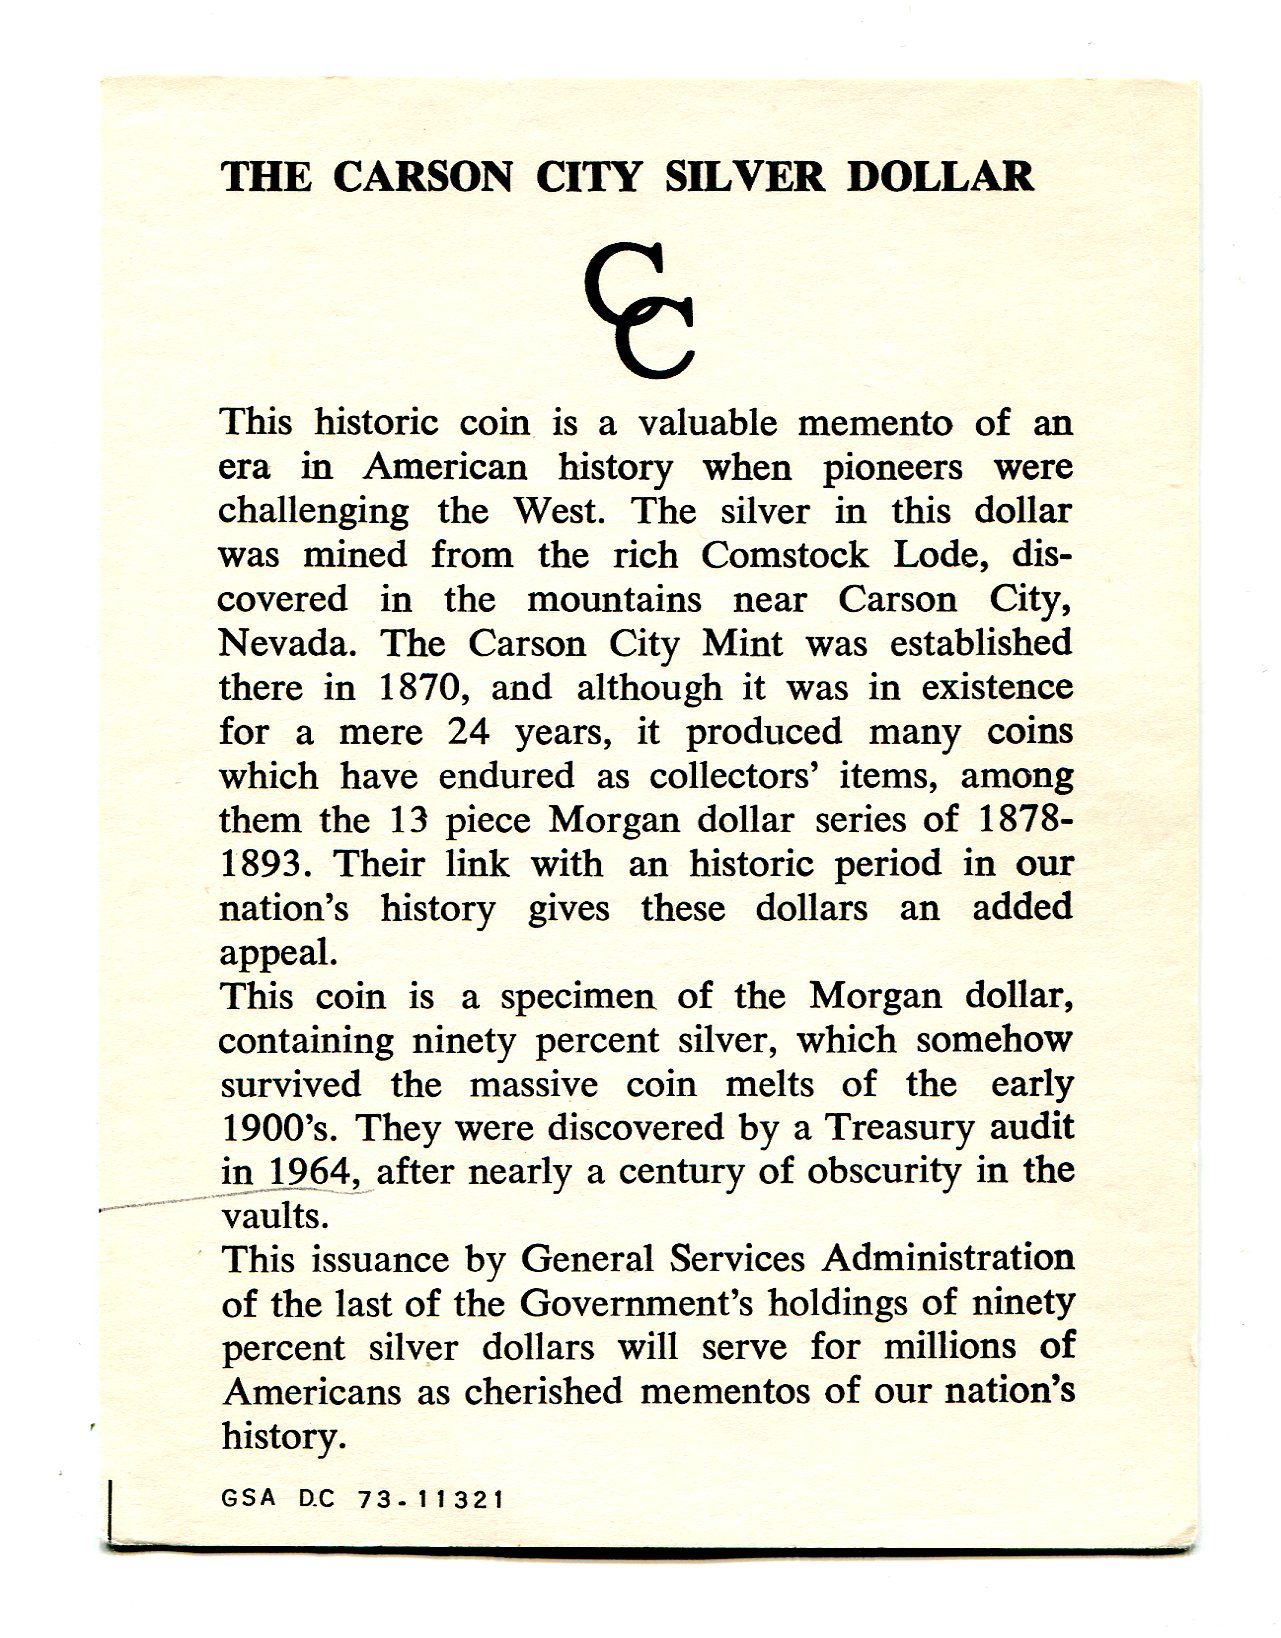 THE CARSON CITY SILVER DOLLAR
CC
This historic coin is a valuable memento of an
era in American history when pioneers were
challenging the West. The silver in this dollar
was mined from the rich Comstock Lode, dis-
covered in the mountains near Carson City,
Nevada. The Carson City Mint was established
there in 1870, and although it was in existence
for a mere 24 years, it produced many coins
which have endured as collectors' items, among
them the 13 piece Morgan dollar series of 1878-
1893. Their link with an historic period in our
nation's history gives these dollars an added
appeal.
This coin is a specimen of the Morgan dollar,
containing ninety percent silver, which somehow
survived the massive coin melts of the early
1900's. They were discovered by a Treasury audit
in 1964, after nearly a century of obscurity in the
vaults.
This issuance by General Services Administration
of the last of the Government's holdings of ninety
percent silver dollars will serve for millions of
Americans as cherished mementos of our nation's
history.
GSA D.C 73-11321